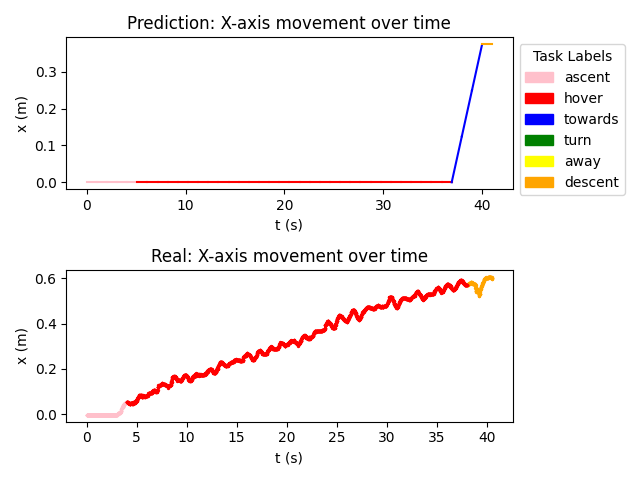 Prediction: X-axis movement over time
x (m)
0.3
0.2
0.1
0.0
0 10 20 30 40
t (s)
Task Labels
ascent
hover
towards
turn
away
descent
Real: X-axis movement over time
x (m)
0.6
0.4
0.2
0.0
0 5 10 15 20 25 30 35 40
t (s)